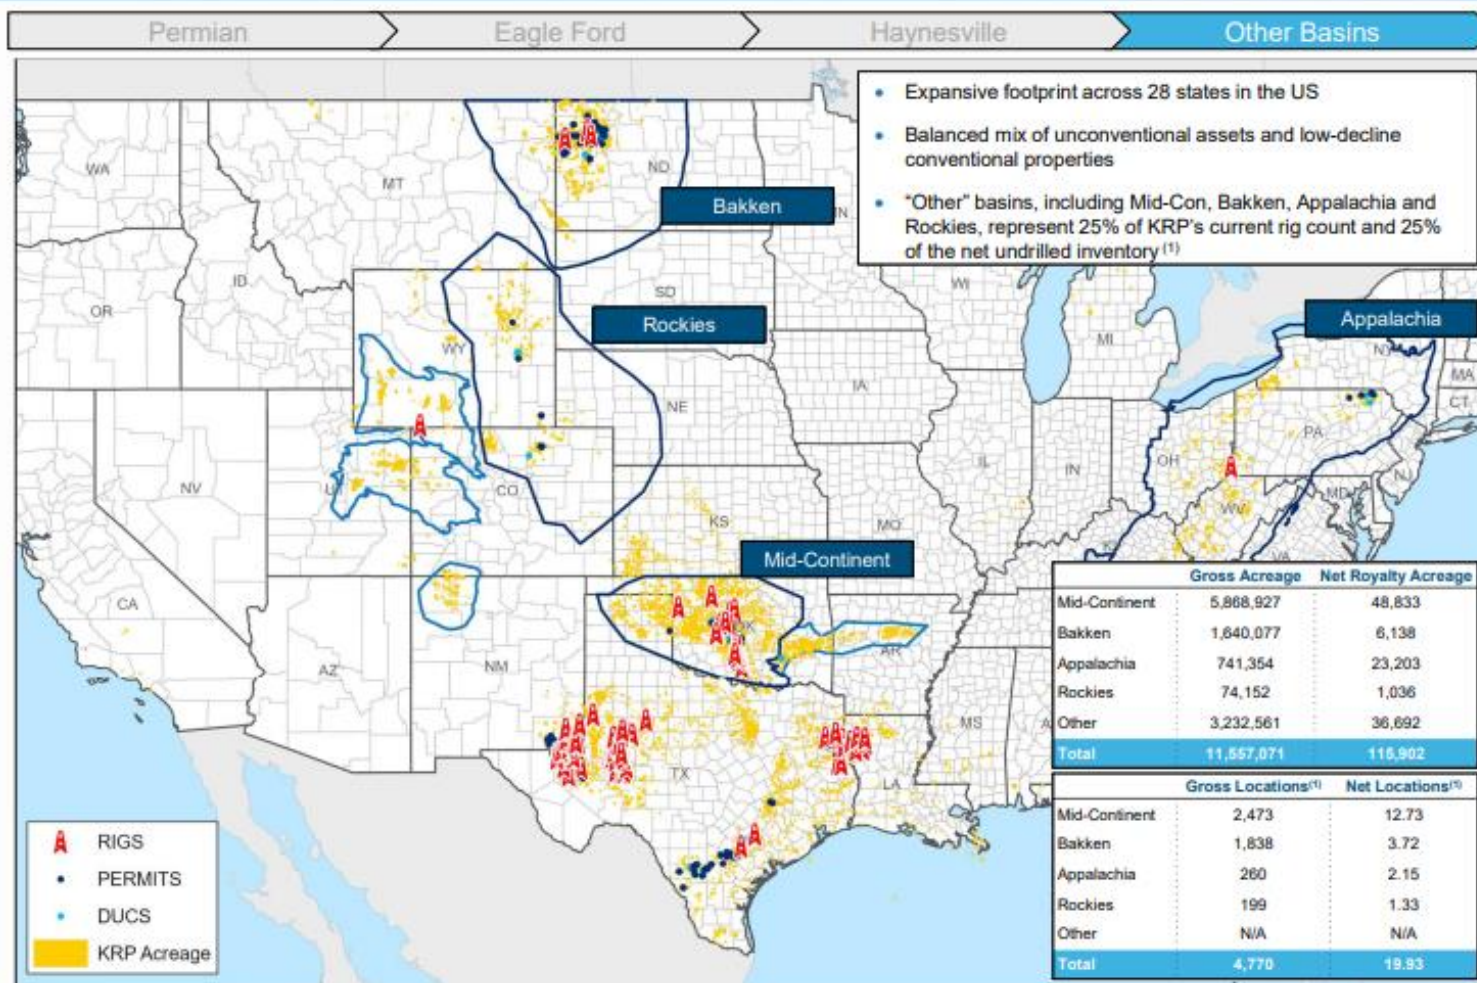 Permian
Eagle Ford
Haynesville
Other Basins
• Expansive footprint across 28 states in the US
• Balanced mix of unconventional assets and low-decline
conventional properties
• “Other” basins, including Mid-Con, Bakken, Appalachia and
Rockies, represent 25% of KRP's current rig count and 25%
of the net undrilled inventory (1)
WA
MT
ND
Bakken
OR
ID
SD
WI
MI
Rockies
Appalachia
WY
NY
MA
CT
IA
NE
PA
NJ
NV
UT
CO
IL
IN
OH
MD
WV
VA
KS
MO
Mid-Continent
CA
AZ
NM
OK
AR
MS
TX
LA
Gross Acreage Net Royalty Acreage
Mid-Continent 5,868,927 48,833
Bakken 1,640,077 6,138
Appalachia 741,354 23,203
Rockies 74,152 1,036
Other 3,232,561 36,692
Total 11,557,071 115,902
Gross Locations(1) Net Locations(1)
Mid-Continent 2,473 12.73
Bakken 1,838 3.72
Appalachia 260 2.15
Rockies 199 1.33
Other N/A N/A
Total 4,770 19.93
RIGS
PERMITS
DUCS
KRP Acreage